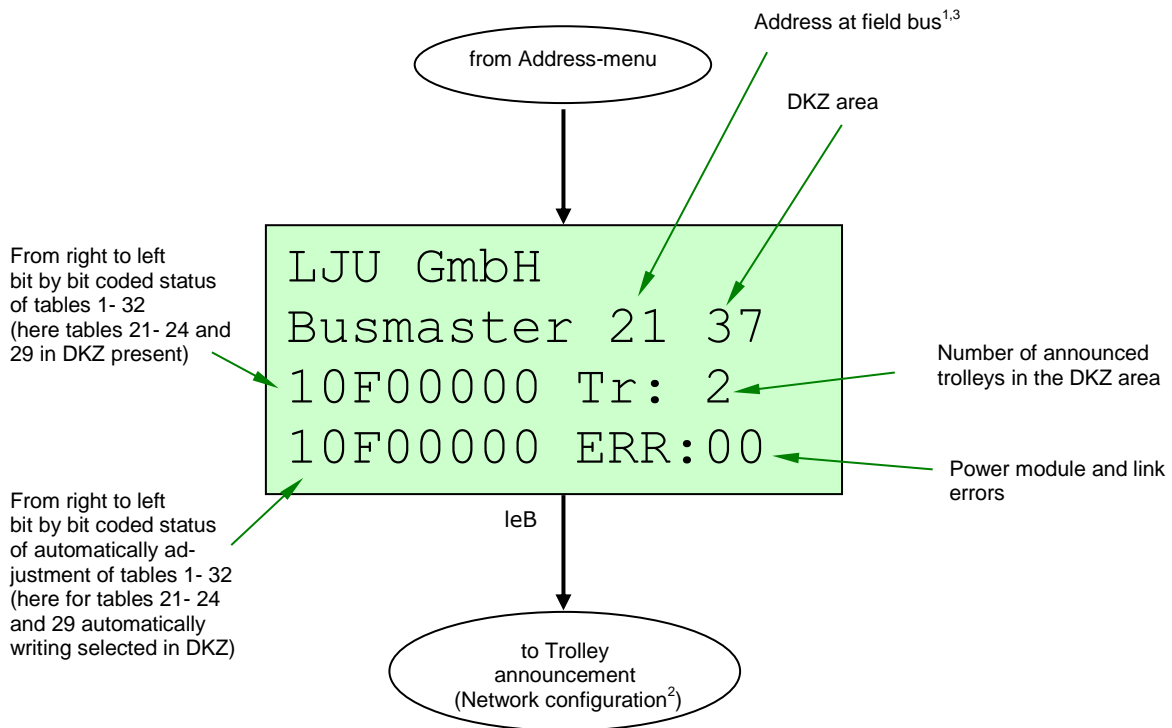 Address at field bus1,3
from Address-menu
DKZ area
From right to left
bit by bit coded status
of tables 1- 32
(here tables 21- 24 and
29 in DKZ present)
LJU GmbH
Busmaster 21 37
10F00000 Tr: 2
10F00000 ERR:00
Number of announced
trolleys in the DKZ area
Power module and link
errors
From right to left
bit by bit coded status
of automatically ad-
justment of tables 1- 32
(here for tables 21- 24
and 29 automatically
writing selected in DKZ)
leB
to Trolley
announcement
(Network configuration2)